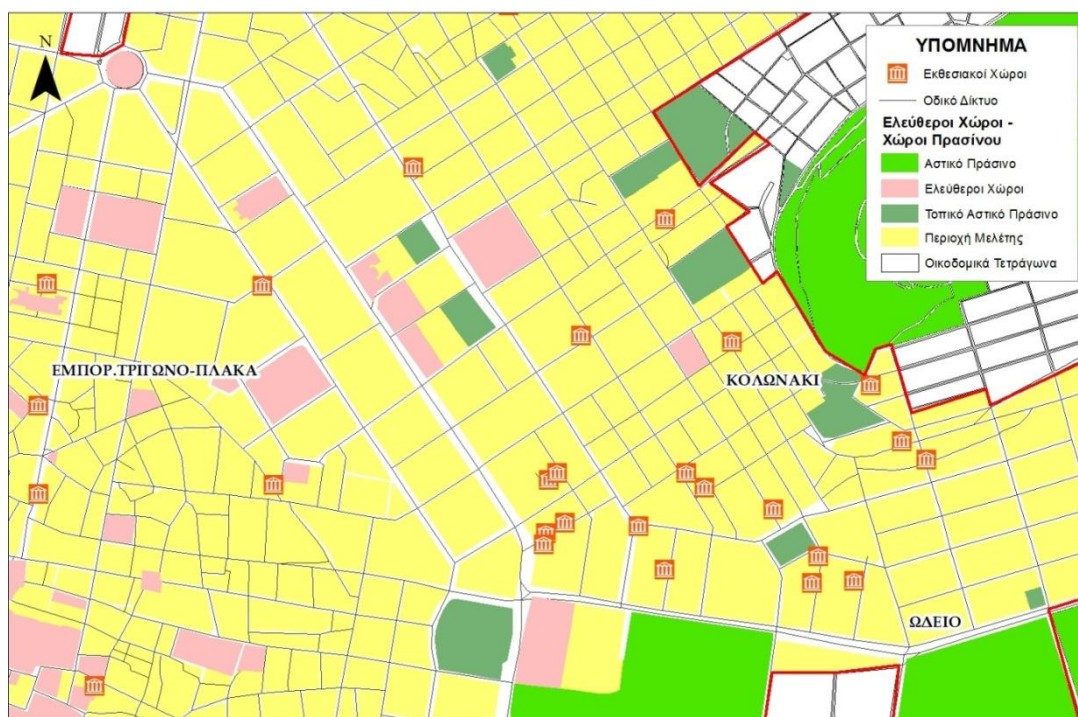 N
ΥΠΟΜΝΗΜΑ
Εκθεσιακοί Χώροι
Οδικό Δίκτυο
Ελεύθεροι Χώροι -
Χώροι Πρασίνου
Αστικό Πράσινο
Ελεύθεροι Χώροι
Τοπικό Αστικό Πράσινο
Περιοχή Μελέτης
Οικοδομικά Τετράγωνα
ΕΜΠΟΡ.ΤΡΙΓΩΝΟ-ΠΛΑΚΑ
ΚΟΛΩΝΑΚΙ
ΩΔΕΙΟ